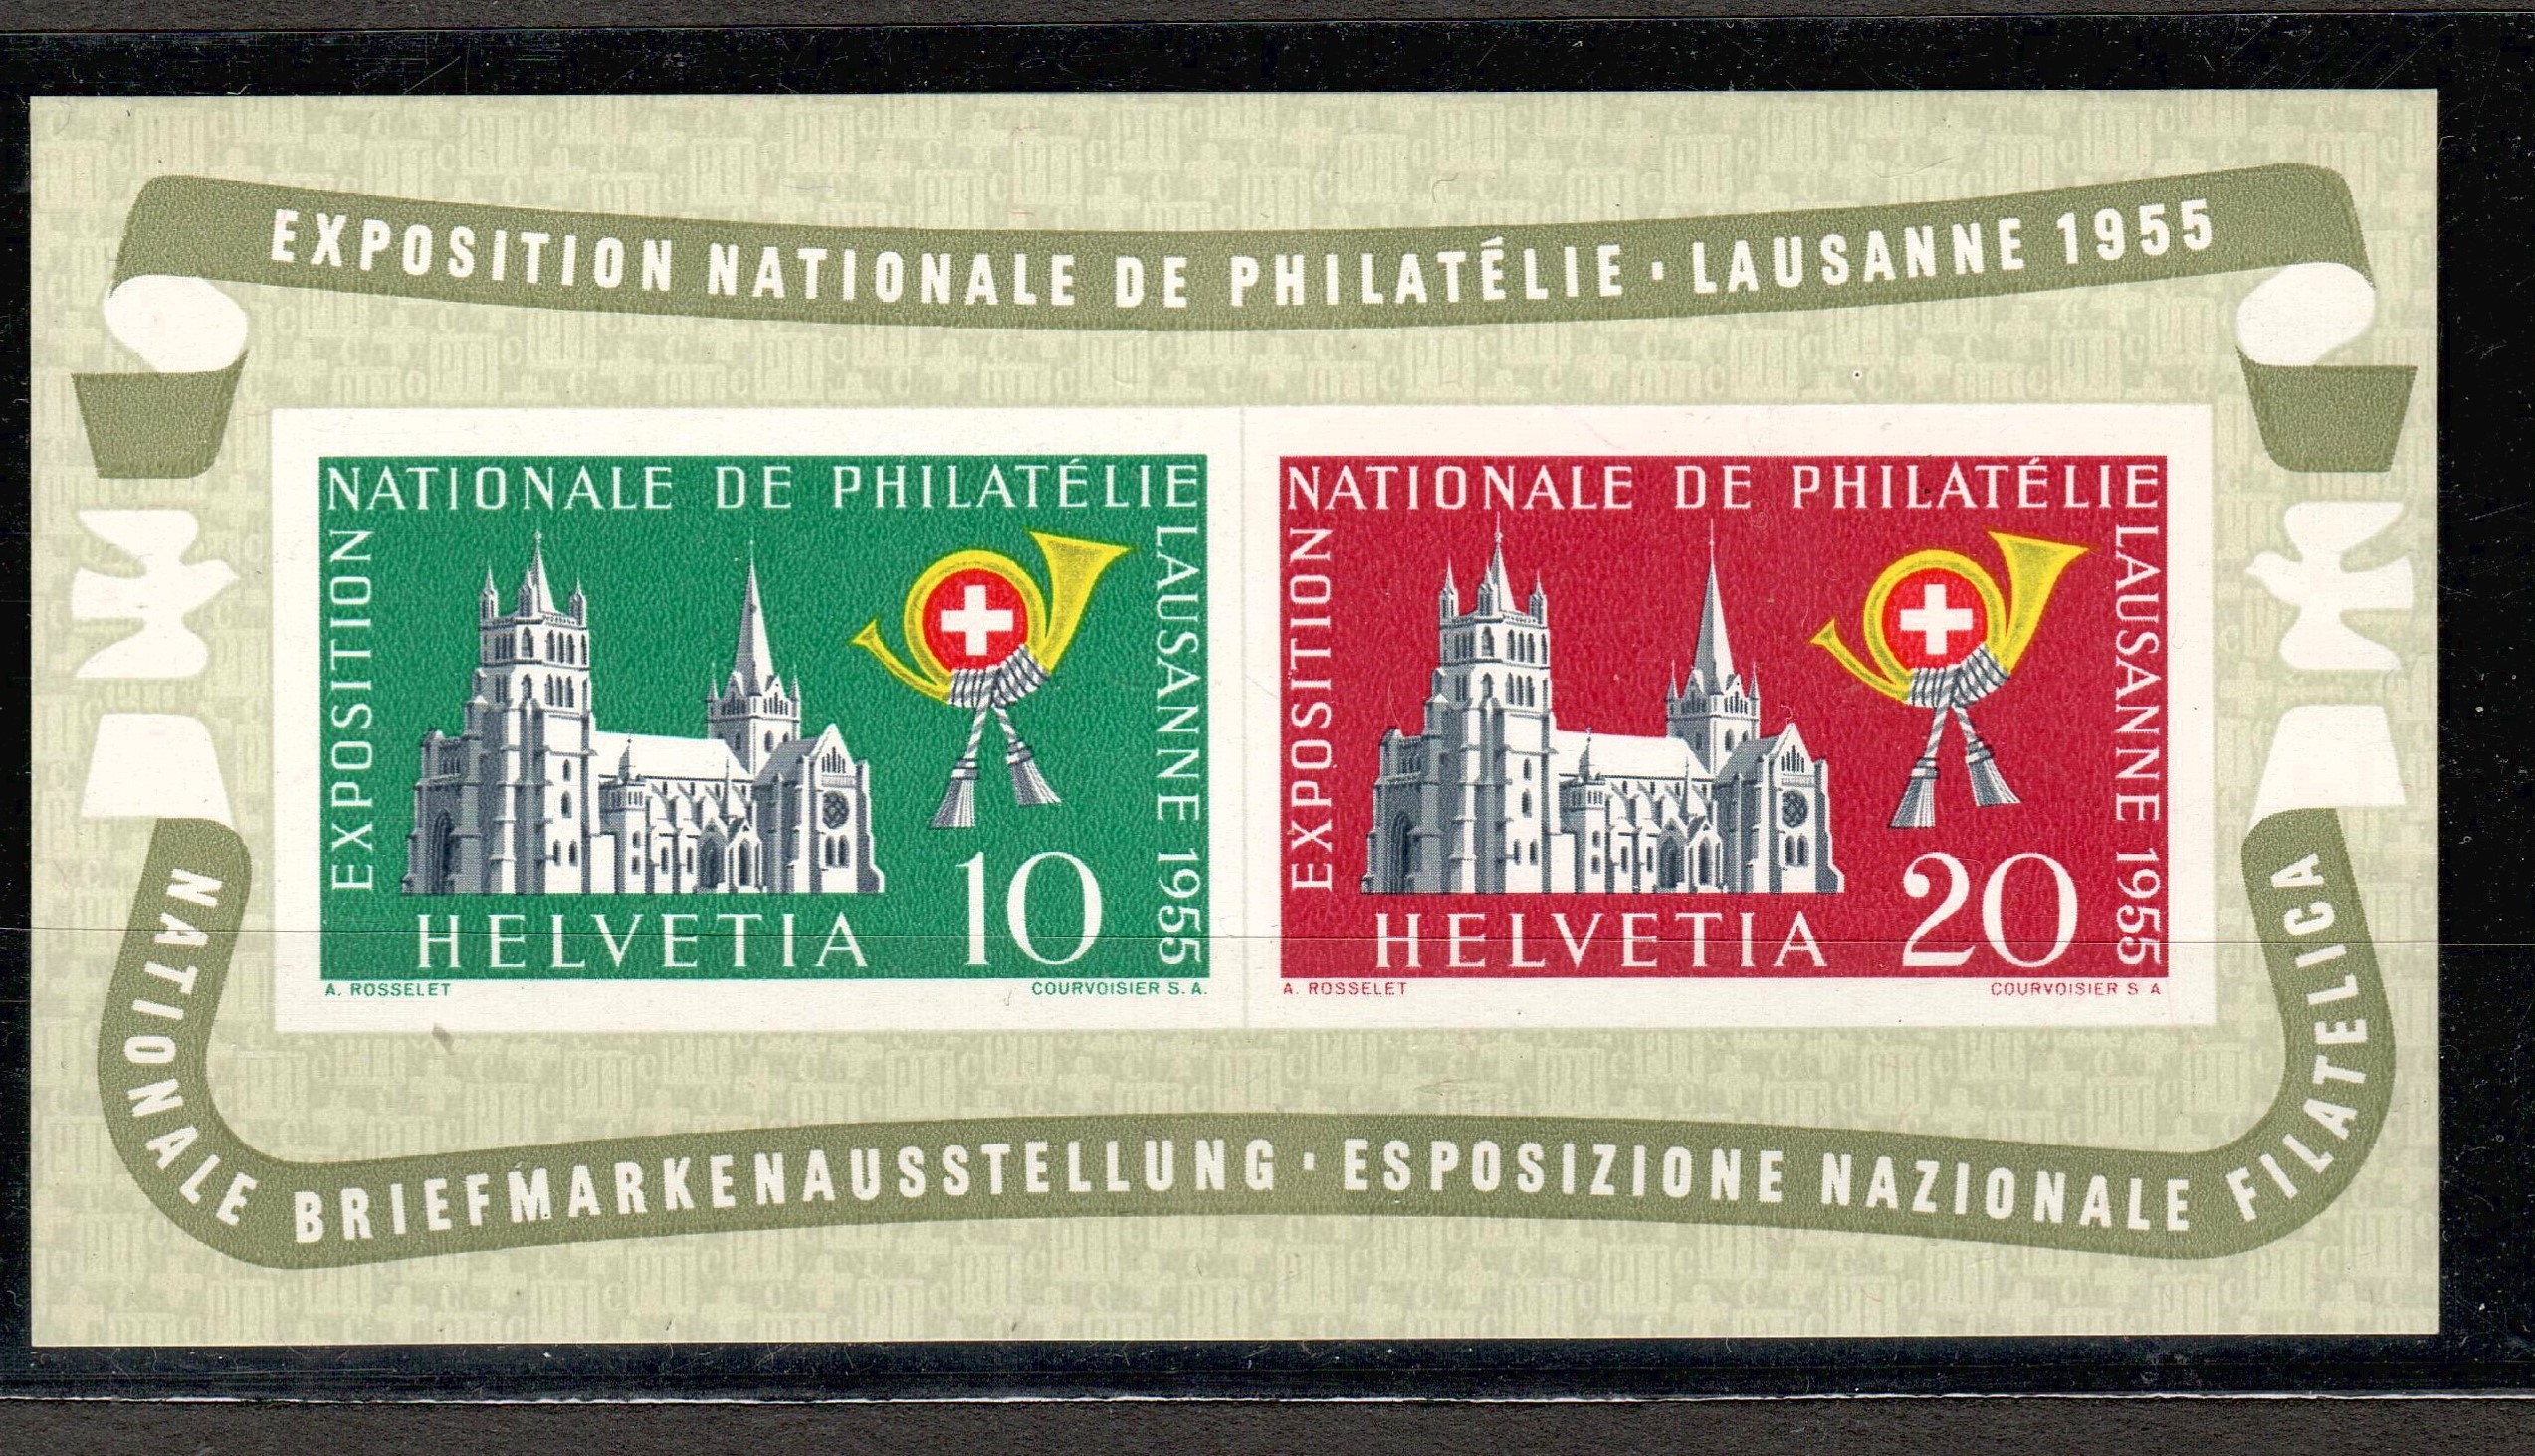 EXPOSITION NATIONALE DE PHILATÉLIE · LAUSANNE 1955
EXPOSITION
NATIONALE DE PHILATÉLIE
LAUSANNE 1955
HELVETIA 10
A. ROSSELET COURVOISIER S. A.
EXPOSITION
NATIONALE DE PHILATÉLIE
LAUSANNE 1955
HELVETIA 20
A. ROSSELET COURVOISIER S A
NATIONALE BRIEFMARKENAUSSTELLUNG · ESPOSIZIONE NAZIONALE FILATELICA